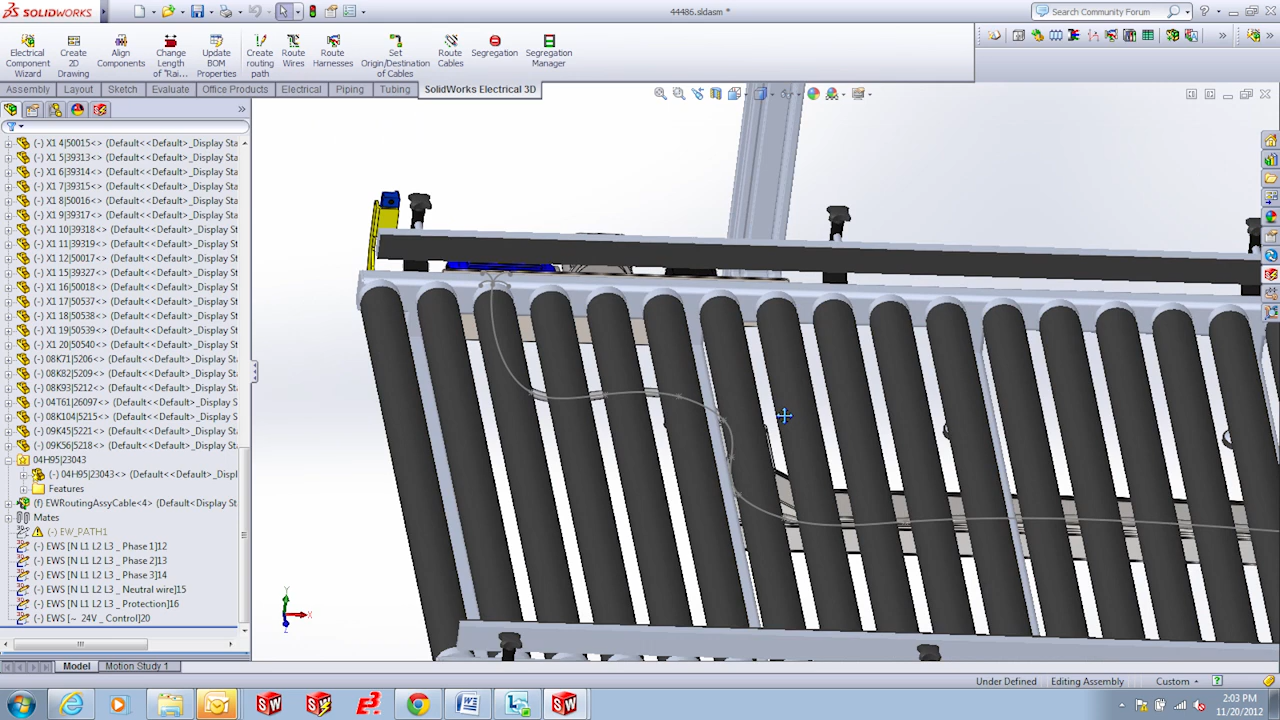 SOLIDWORKS
44486.sldasm *
Search Community Forum
Electrical Component Wizard
Create 2D Drawing
Align Components
Change Length of "Rai...
Update BOM Properties
Create routing path
Route Wires
Route Harnesses
Set Origin/Destination of Cables
Route Cables
Segregation
Segregation Manager
Assembly Layout Sketch Evaluate Office Products Electrical Piping Tubing SolidWorks Electrical 3D
(-) X1 4|50015<> (Default<<Default>_Display Sta
(-) X1 5|39313<> (Default<<Default>_Display Sta
(-) X1 6|39314<> (Default<<Default>_Display Sta
(-) X1 7|39315<> (Default<<Default>_Display Sta
(-) X1 8|50016<> (Default<<Default>_Display Sta
(-) X1 9|39317<> (Default<<Default>_Display Sta
(-) X1 10|39318<> (Default<<Default>_Display St
(-) X1 11|39319<> (Default<<Default>_Display St
(-) X1 12|50017<> (Default<<Default>_Display St
(-) X1 15|39327<> (Default<<Default>_Display St
(-) X1 16|50018<> (Default<<Default>_Display St
(-) X1 17|50537<> (Default<<Default>_Display St
(-) X1 18|50538<> (Default<<Default>_Display St
(-) X1 19|50539<> (Default<<Default>_Display St
(-) X1 20|50540<> (Default<<Default>_Display St
(-) 08K71|5206<> (Default<<Default>_Display Sta
(-) 08K82|5209<> (Default<<Default>_Display Sta
(-) 08K93|5212<> (Default<<Default>_Display Sta
(-) 04T61|26097<> (Default<<Default>_Display St
(-) 08K104|5215<> (Default<<Default>_Display St
(-) 09K45|5221<> (Default<<Default>_Display Sta
(-) 09K56|5218<> (Default<<Default>_Display Sta
04H95|23043
(-) 04H95|23043<> (Default<<Default>_Displ
Features
(f) EWRoutingAssyCable<4> (Default<Display St
Mates
(-) EW_PATH1
(-) EWS [N L1 L2 L3 _ Phase 1]12
(-) EWS [N L1 L2 L3 _ Phase 2]13
(-) EWS [N L1 L2 L3 _ Phase 3]14
(-) EWS [N L1 L2 L3 _ Neutral wire]15
(-) EWS [N L1 L2 L3 _ Protection]16
(-) EWS [~ 24V _ Control]20
Y
X
Z
Model Motion Study 1
Under Defined Editing Assembly Custom
2:03 PM
11/20/2012